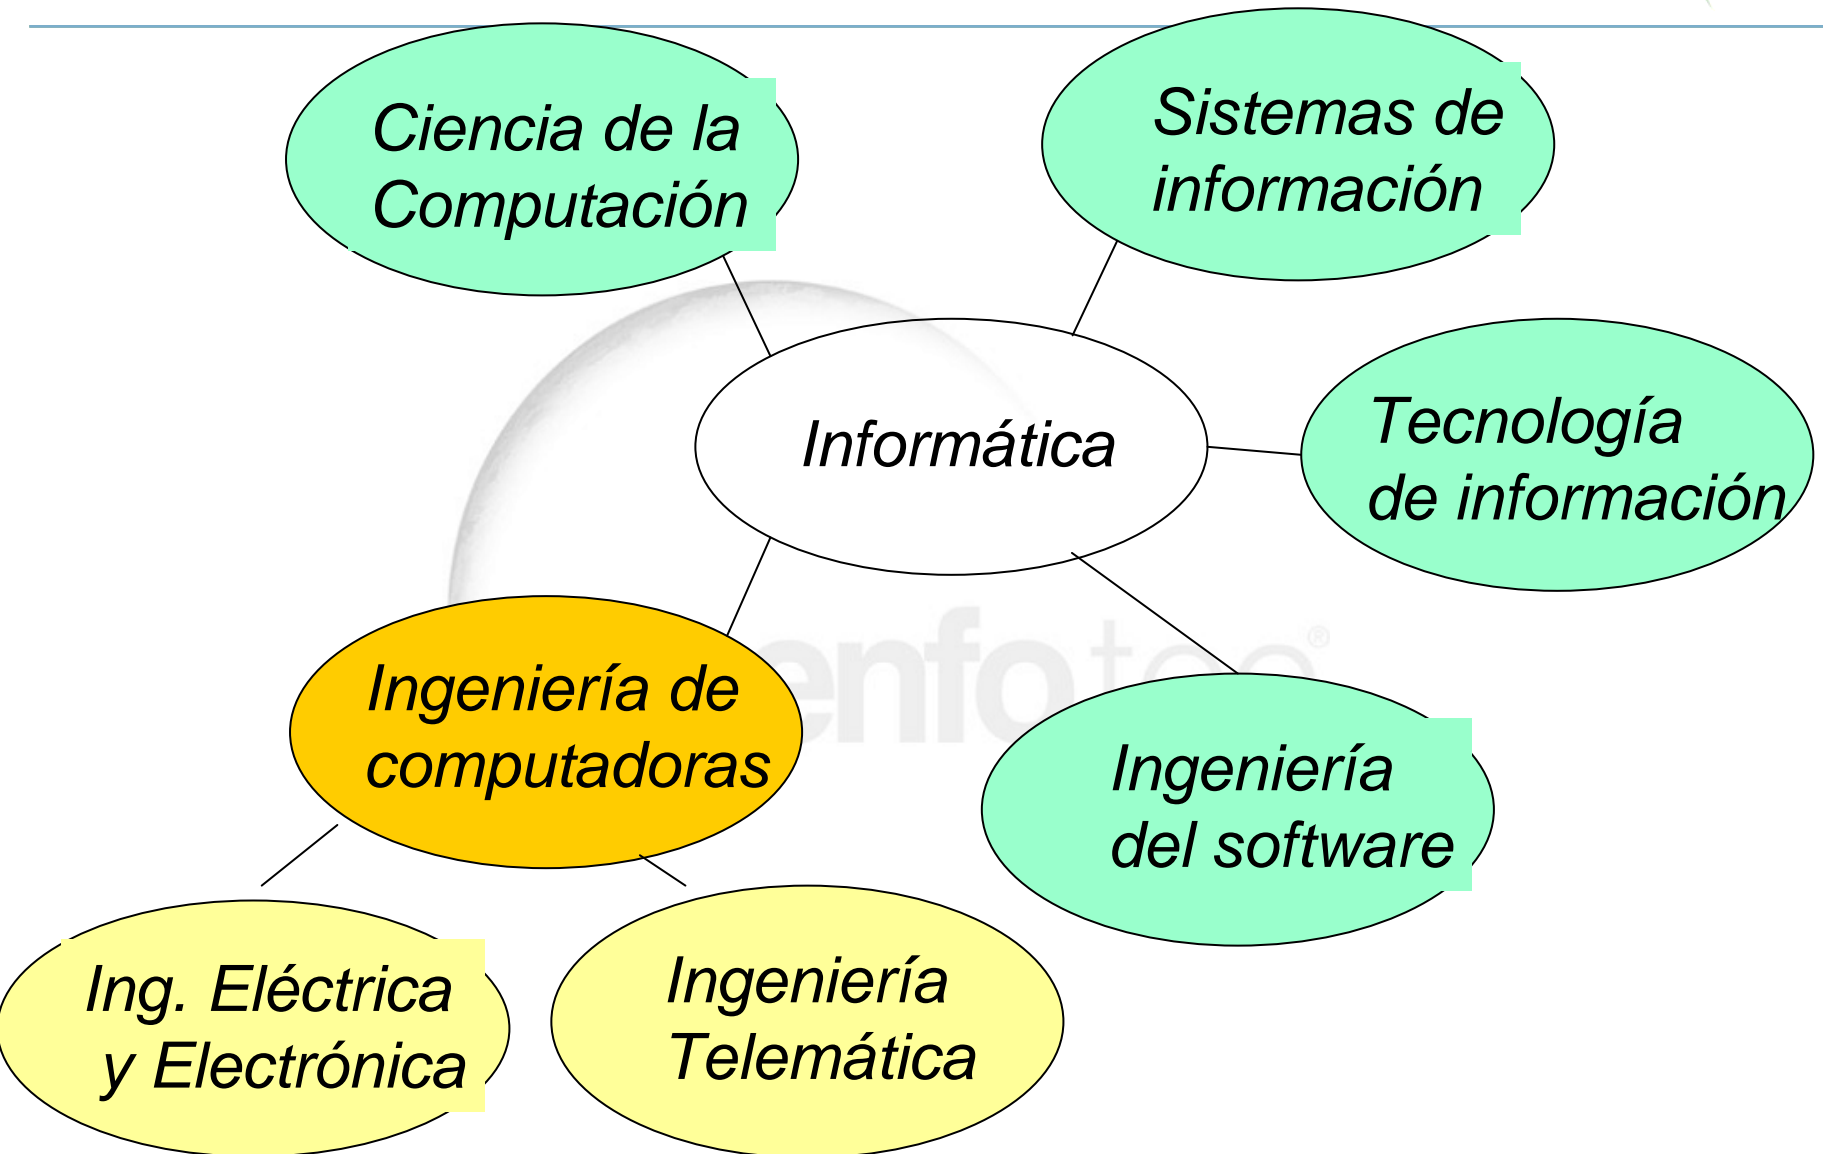 Ciencia de la
Computación
Sistemas de
información
Informática
Tecnología
de información
Ingeniería de
computadoras
Ingeniería
del software
Ing. Eléctrica
y Electrónica
Ingeniería
Telemática